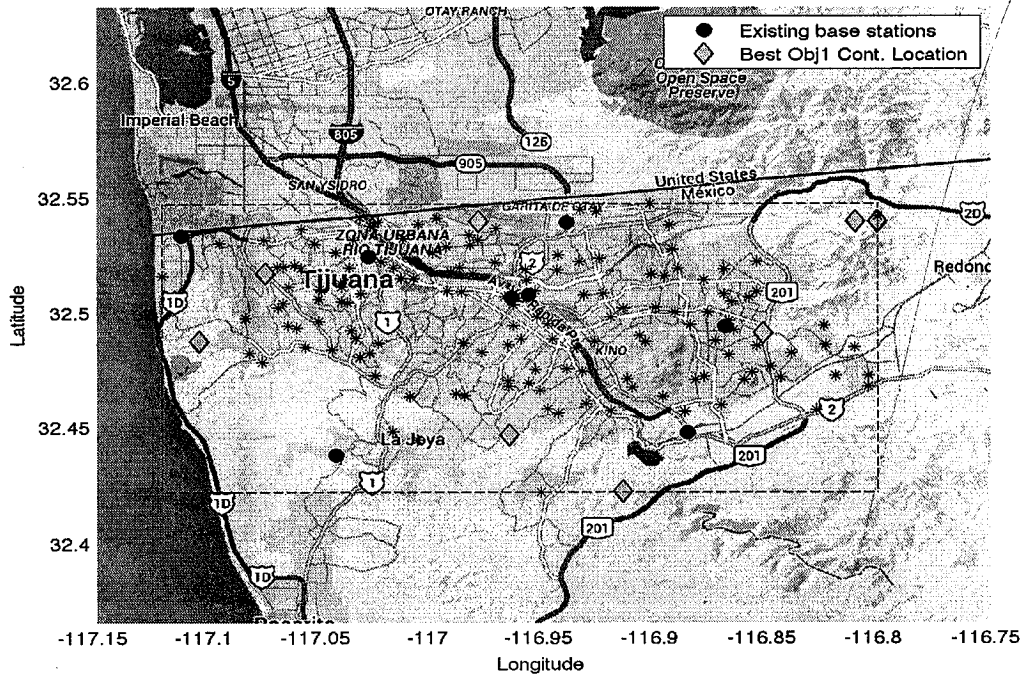 OTAY RANCH
Existing base stations
Best Obj1 Cont. Location
Open Space
Preserve
32.6
5
Imperial Beach
805
126
905
SAN YSIDRO
United States
México
32.55
GARITA DE OTAY
2D
ZONA URBANA
RIO TIJUANA
2
Redond
Tijuana
201
1D
Latitude
32.5
1
KINO
2
32.45
La Joya
201
1
1D
201
32.4
1D
-117.15
-117.1
-117.05
-117
-116.95
-116.9
-116.85
-116.8
-116.75
Longitude